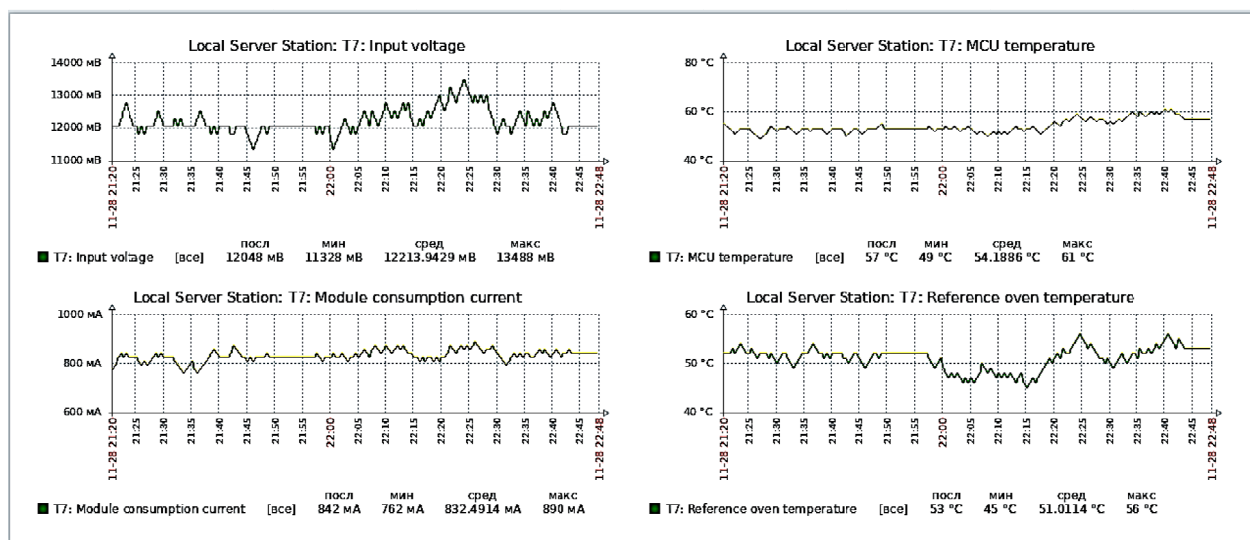 Local Server Station: T7: Input voltage
14000 мВ
13000 мВ
12000 мВ
11000 мВ
11-28 21:20 21:25 21:30 21:35 21:40 21:45 21:50 21:55 22:00 22:05 22:10 22:15 22:20 22:25 22:30 22:35 22:40 22:45 11-28 22:48
посл мин сред макс
T7: Input voltage [все] 12048 мВ 11328 мВ 12213.9429 мВ 13488 мВ
Local Server Station: T7: MCU temperature
80 °C
60 °C
40 °C
11-28 21:20 21:25 21:30 21:35 21:40 21:45 21:50 21:55 22:00 22:05 22:10 22:15 22:20 22:25 22:30 22:35 22:40 22:45 11-28 22:48
посл мин сред макс
T7: MCU temperature [все] 57 °C 49 °C 54.1886 °C 61 °C
Local Server Station: T7: Module consumption current
1000 мА
800 мА
600 мА
11-28 21:20 21:25 21:30 21:35 21:40 21:45 21:50 21:55 22:00 22:05 22:10 22:15 22:20 22:25 22:30 22:35 22:40 22:45 11-28 22:48
посл мин сред макс
T7: Module consumption current [все] 842 мА 762 мА 832.4914 мА 890 мА
Local Server Station: T7: Reference oven temperature
60 °C
50 °C
40 °C
11-28 21:20 21:25 21:30 21:35 21:40 21:45 21:50 21:55 22:00 22:05 22:10 22:15 22:20 22:25 22:30 22:35 22:40 22:45 11-28 22:48
посл мин сред макс
T7: Reference oven temperature [все] 53 °C 45 °C 51.0114 °C 56 °C